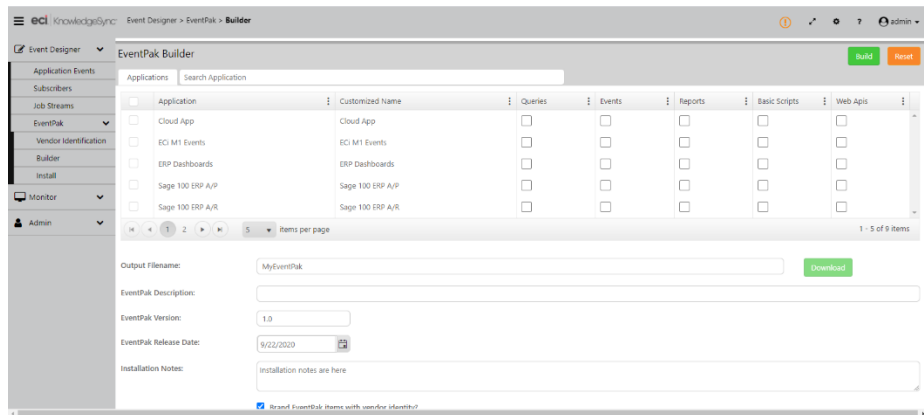 eci KnowledgeSync Event Designer > EventPak > Builder ? admin
Event Designer
Application Events
Subscribers
Job Streams
EventPak
Vendor Identification
Builder
Install
Monitor
Admin
EventPak Builder Build Reset
Applications Search Application
Application Customized Name Queries Events Reports Basic Scripts Web Apis
Cloud App Cloud App
ECi M1 Events ECi M1 Events
ERP Dashboards ERP Dashboards
Sage 100 ERP A/P Sage 100 ERP A/P
Sage 100 ERP A/R Sage 100 ERP A/R
1 2 5 items per page 1 - 5 of 9 items
Output Filename: MyEventPak Download
EventPak Description:
EventPak Version: 1.0
EventPak Release Date: 9/22/2020
Installation Notes: Installation notes are here
Brand EventPak items with vendor identity?